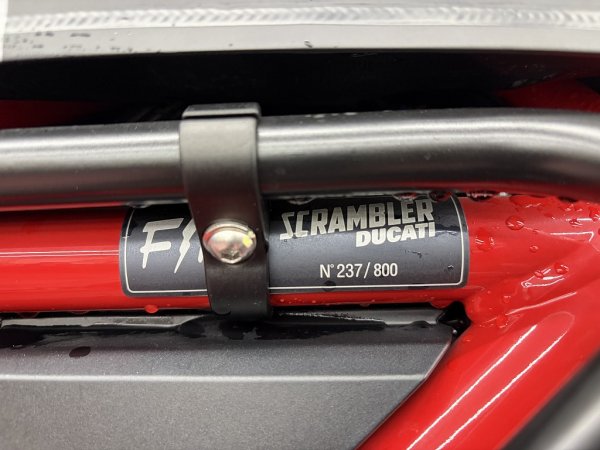 SCRAMBLER
DUCATI
N° 237/800